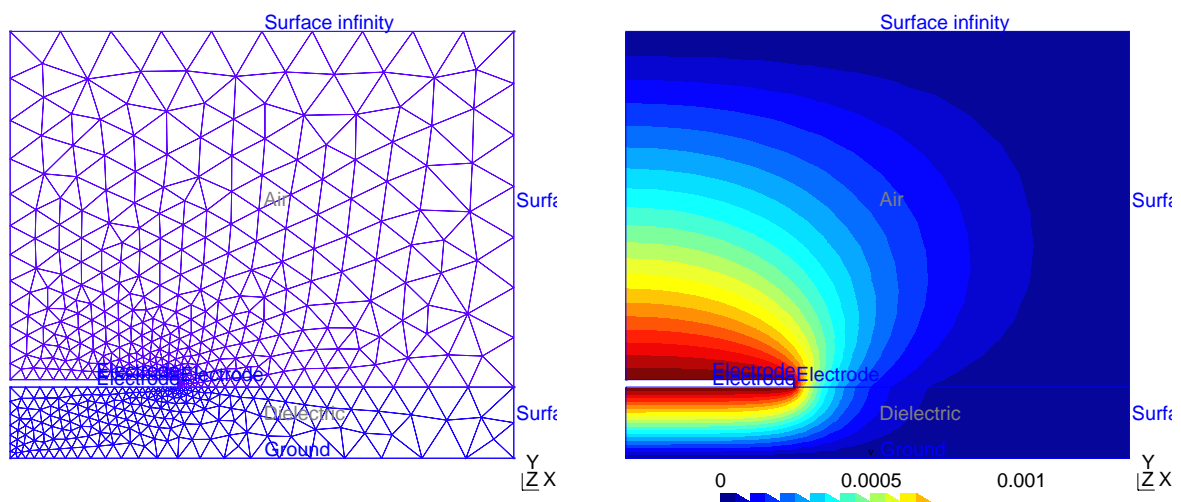 Surface infinity
Surface infinity
Air
Surfa
Air
Surfa
Electrode
Electrode
Electrode
Electrode
Electrode
Electrode
Dielectric
Surfa
Dielectric
Surfa
Ground
Ground
Y
Z X
Y
Z X
0 0.0005 0.001